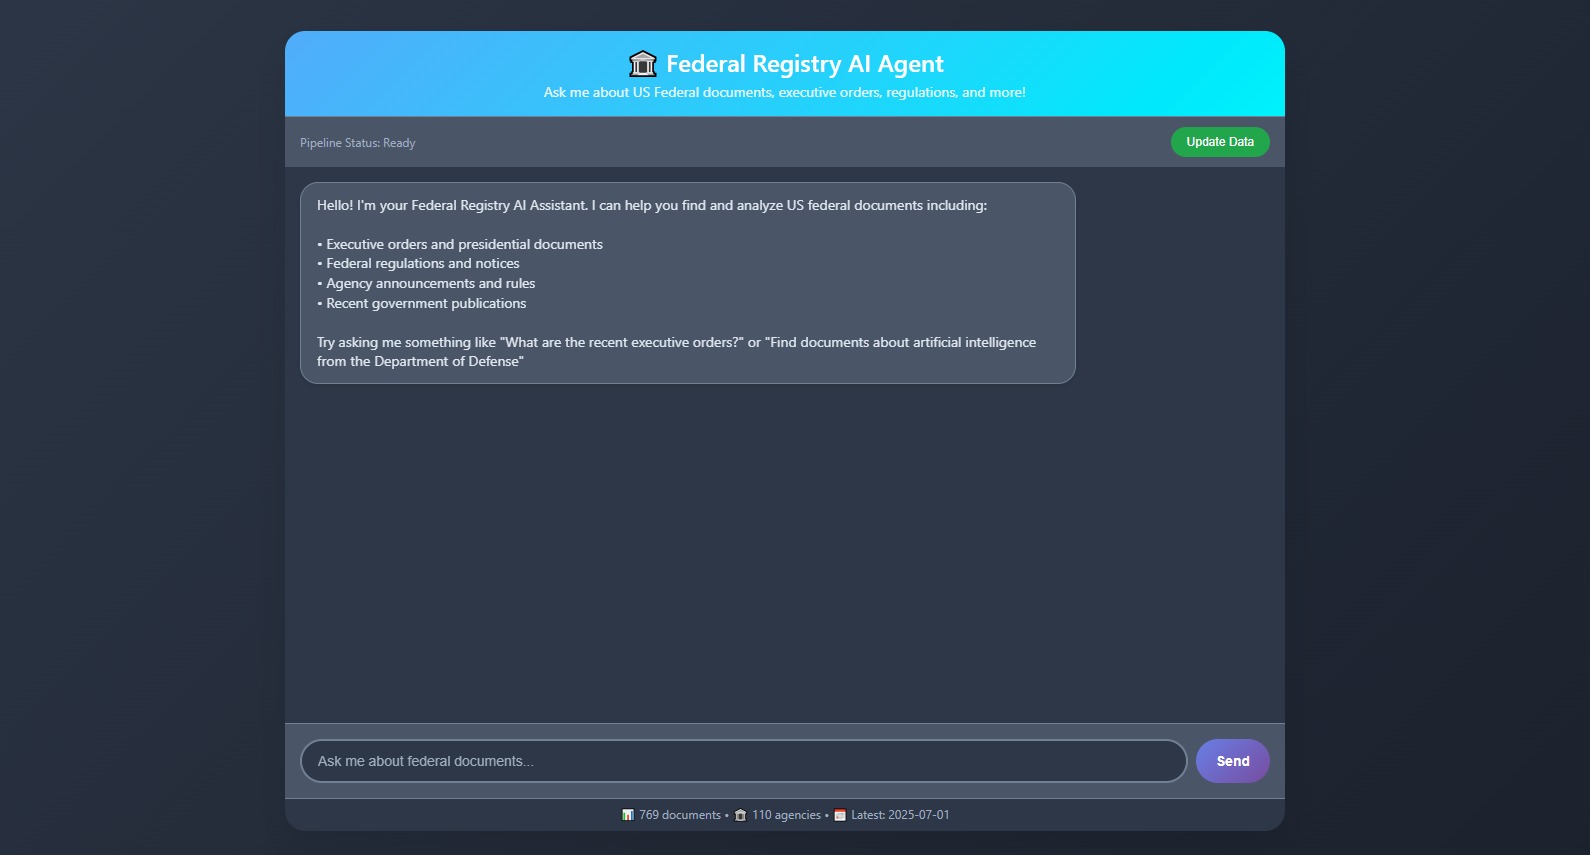 🏛️ Federal Registry AI Agent
Ask me about US Federal documents, executive orders, regulations, and more!
Pipeline Status: Ready
Update Data
Hello! I'm your Federal Registry AI Assistant. I can help you find and analyze US federal documents including:
• Executive orders and presidential documents
• Federal regulations and notices
• Agency announcements and rules
• Recent government publications
Try asking me something like "What are the recent executive orders?" or "Find documents about artificial intelligence
from the Department of Defense"
Ask me about federal documents...
Send
📊 769 documents • 🏛️ 110 agencies • 📅 Latest: 2025-07-01